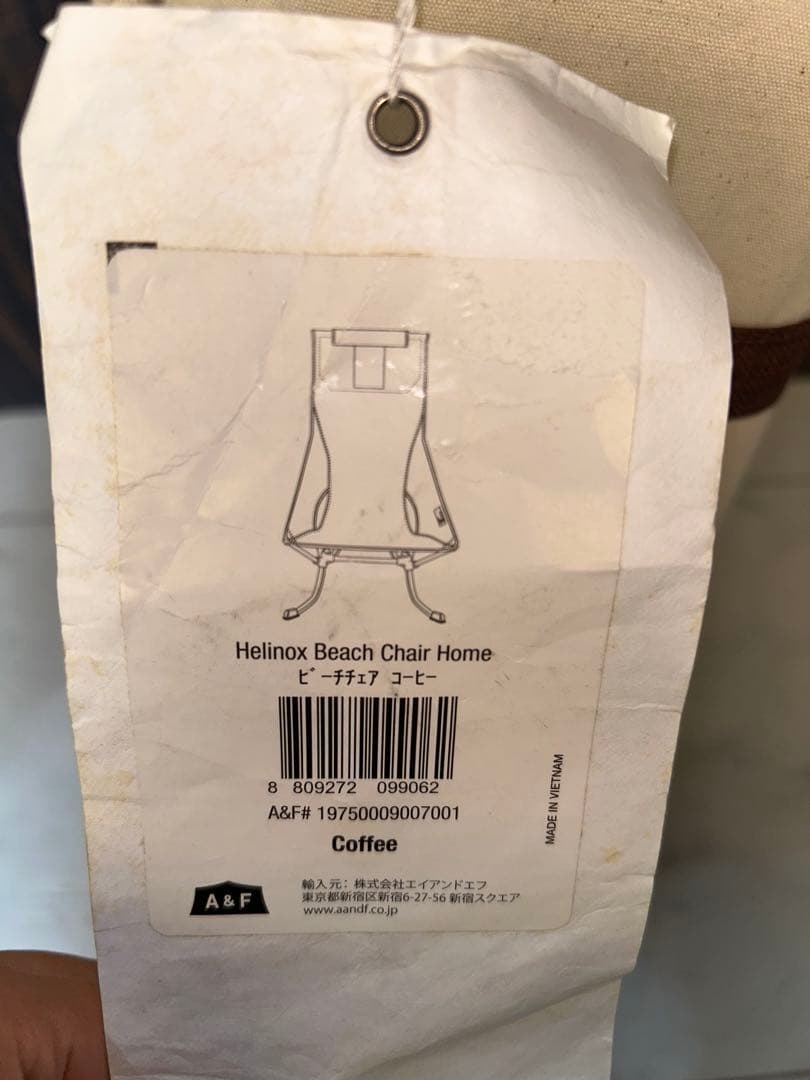 Helinox Beach Chair Home
ビーチチェア コーヒー
8 809272 099062
A&F# 19750009007001
Coffee
MADE IN VIETNAM
A & F
輸入元: 株式会社エイアンドエフ
東京都新宿区新宿6-27-56 新宿スクエア
www.aandf.co.jp